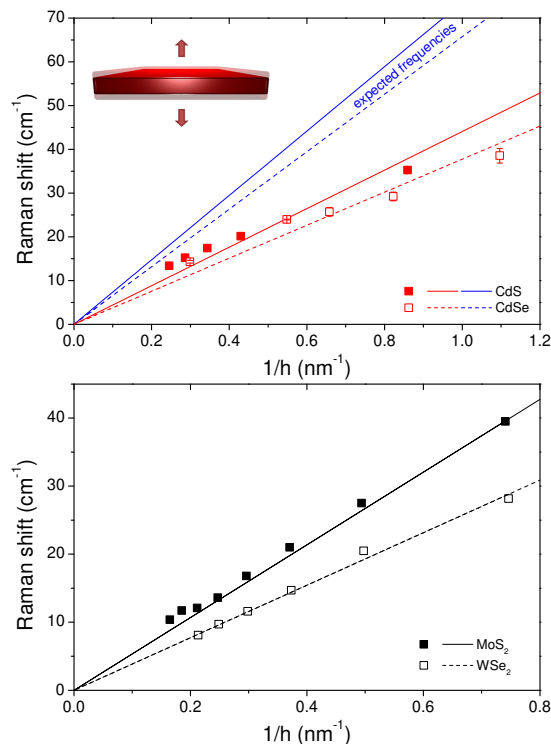 70
60
50
40
30
20
10
0
Raman shift (cm⁻¹)
expected frequencies
CdS
CdSe
0.0 0.2 0.4 0.6 0.8 1.0 1.2
1/h (nm⁻¹)
40
30
20
10
0
Raman shift (cm⁻¹)
MoS₂
WSe₂
0.0 0.2 0.4 0.6 0.8
1/h (nm⁻¹)